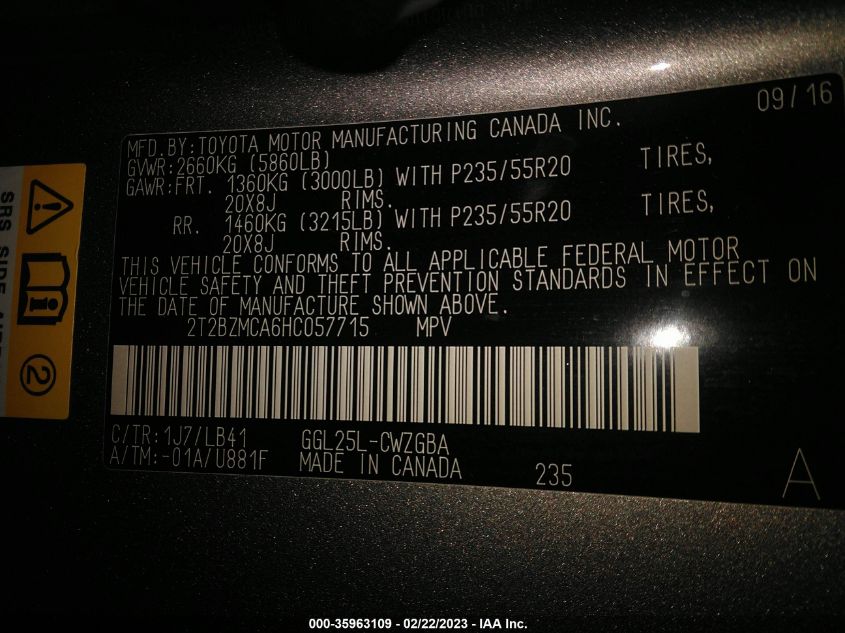 09/16
MFD.BY:TOYOTA MOTOR MANUFACTURING CANADA INC.
GVWR:2660KG (5860LB)
GAWR:FRT. 1360KG (3000LB) WITH P235/55R20 TIRES,
20X8J RIMS.
RR. 1460KG (3215LB) WITH P235/55R20 TIRES,
20X8J RIMS.
THIS VEHICLE CONFORMS TO ALL APPLICABLE FEDERAL MOTOR
VEHICLE SAFETY AND THEFT PREVENTION STANDARDS IN EFFECT ON
THE DATE OF MANUFACTURE SHOWN ABOVE.
2T2BZMCA6HC057715 MPV
C/TR:1J7/LB41 GGL25L-CWZGBA
A/TM:-01A/U881F MADE IN CANADA 235 A
SRS SIDE
2
000-35963109 - 02/22/2023 - IAA Inc.